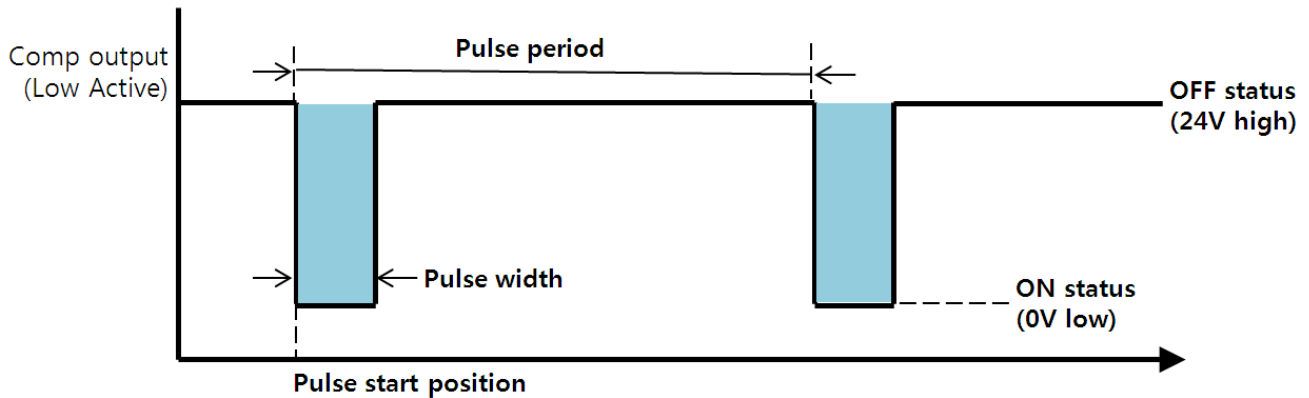 Pulse period
Comp output
(Low Active)
OFF status
(24V high)
Pulse width
ON status
(0V low)
Pulse start position